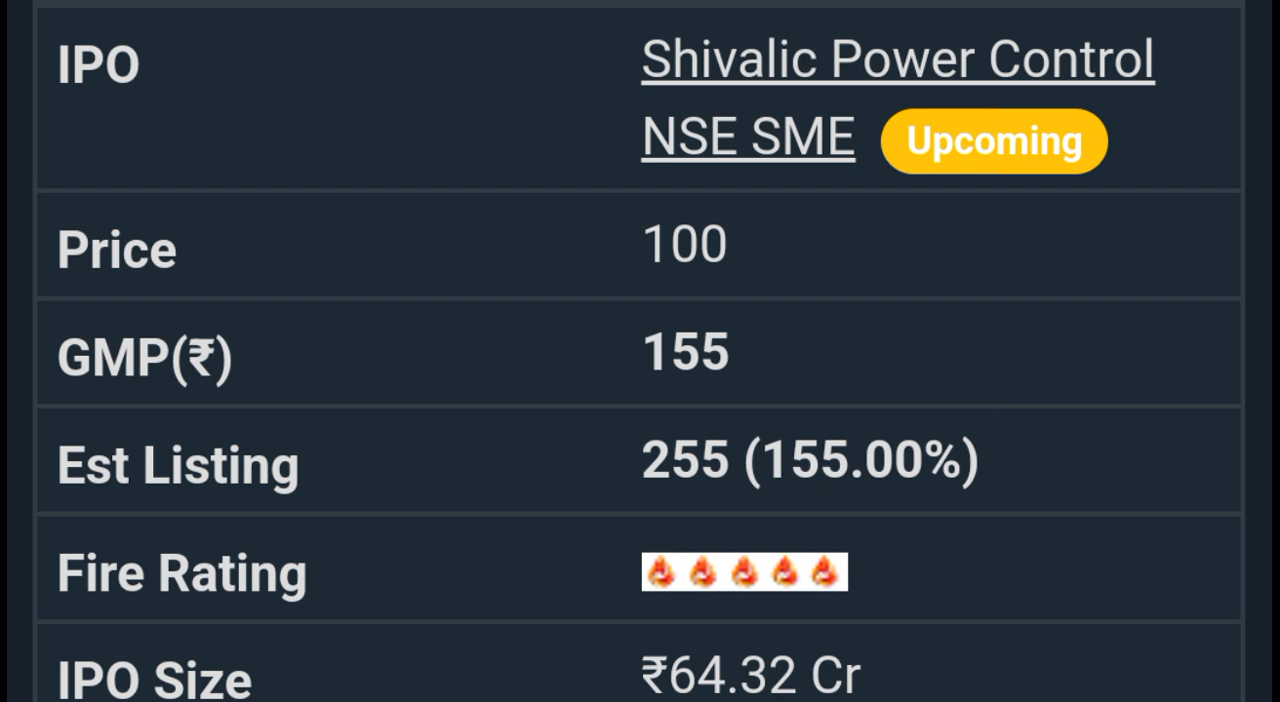 IPO Shivalic Power Control
NSE SME Upcoming
Price 100
GMP(₹) 155
Est Listing 255 (155.00%)
Fire Rating
IPO Size ₹64.32 Cr